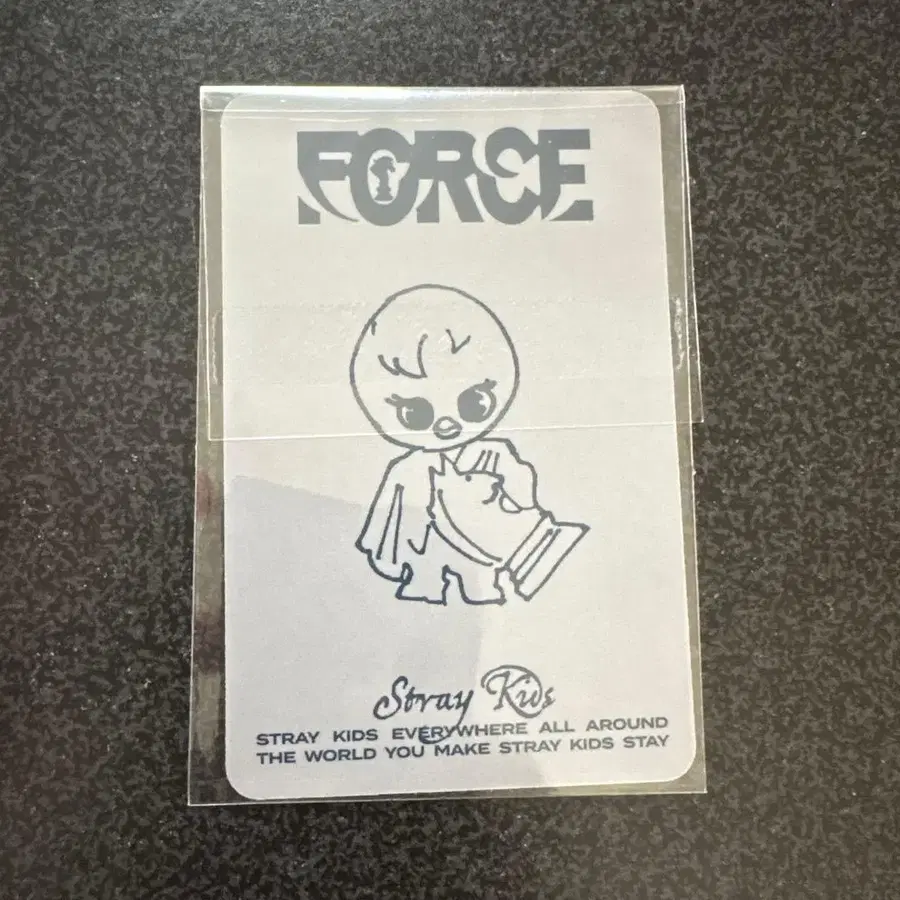 FORCE
Stray Kids
STRAY KIDS EVERYWHERE ALL AROUND
THE WORLD YOU MAKE STRAY KIDS STAY